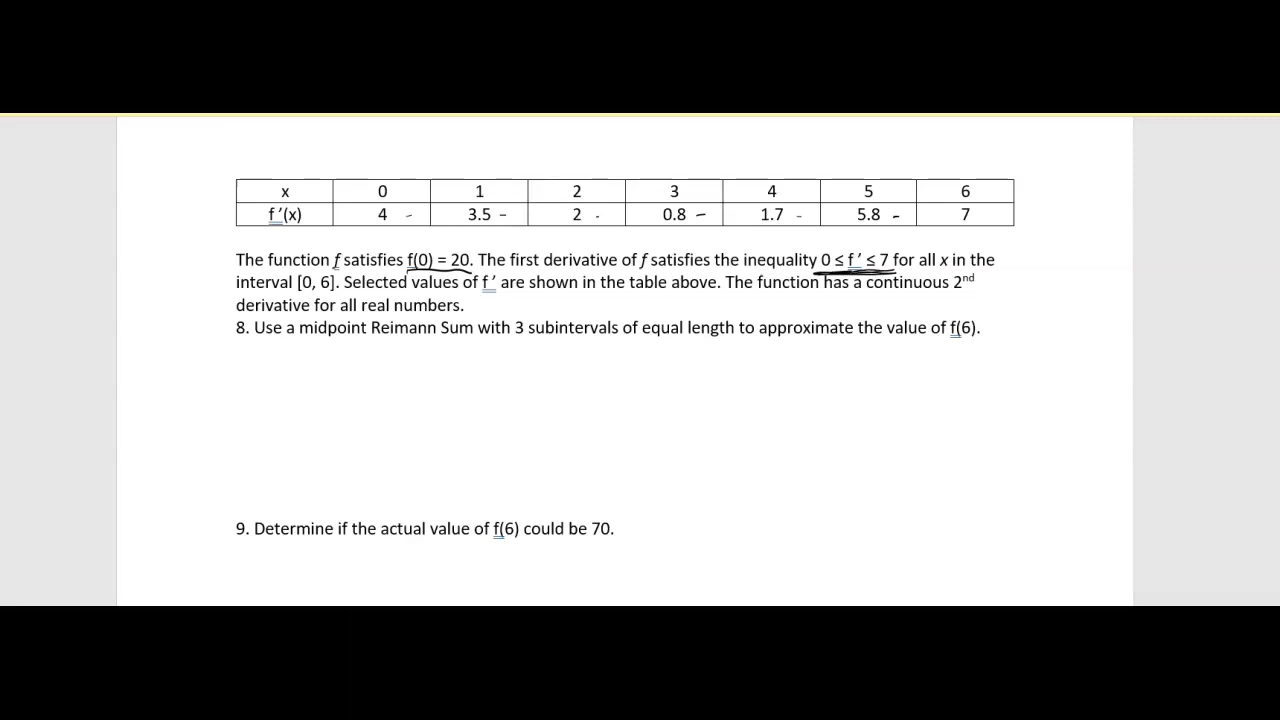 x 0 1 2 3 4 5 6
f ’(x) 4 3.5 2 0.8 1.7 5.8 7
The function f satisfies f(0) = 20. The first derivative of f satisfies the inequality 0 ≤ f ’ ≤ 7 for all x in the
interval [0, 6]. Selected values of f ’ are shown in the table above. The function has a continuous 2nd
derivative for all real numbers.
8. Use a midpoint Reimann Sum with 3 subintervals of equal length to approximate the value of f(6).
9. Determine if the actual value of f(6) could be 70.